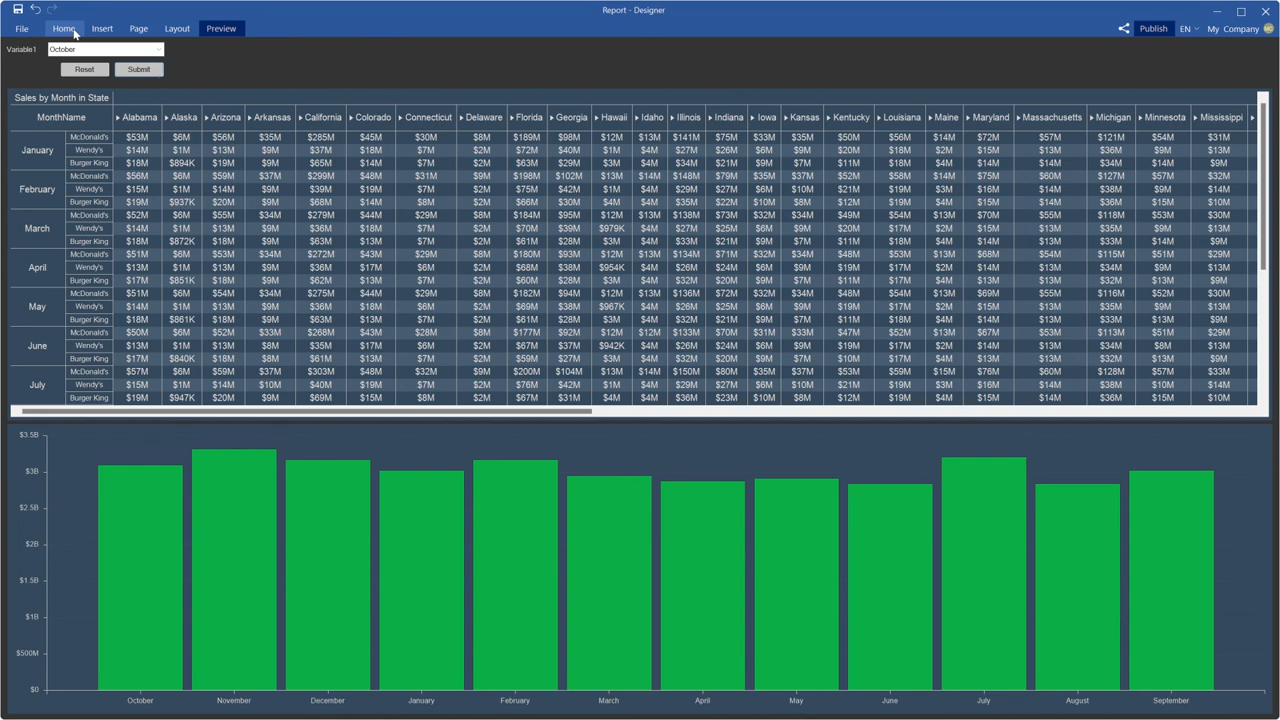 Report - Designer
File Home Insert Page Layout Preview Publish EN My Company MC
Variable1 October
Reset Submit
Sales by Month in State
MonthName Alabama Alaska Arizona Arkansas California Colorado Connecticut Delaware Florida Georgia Hawaii Idaho Illinois Indiana Iowa Kansas Kentucky Louisiana Maine Maryland Massachusetts Michigan Minnesota Mississippi
January McDonald's $53M $6M $56M $35M $285M $45M $30M $8M $189M $98M $12M $13M $141M $75M $33M $35M $50M $56M $14M $72M $57M $121M $54M $31M
Wendy's $14M $1M $13M $9M $37M $18M $7M $2M $72M $40M $1M $4M $27M $26M $6M $9M $20M $18M $2M $15M $13M $36M $9M $13M
Burger King $18M $894K $19M $9M $65M $14M $8M $2M $63M $29M $3M $4M $34M $21M $9M $7M $11M $18M $4M $14M $14M $34M $14M $9M
February McDonald's $56M $6M $59M $37M $299M $48M $31M $9M $198M $102M $13M $14M $148M $79M $35M $37M $52M $58M $14M $75M $60M $127M $57M $32M
Wendy's $15M $1M $14M $9M $39M $19M $7M $2M $75M $42M $1M $4M $29M $27M $6M $10M $21M $19M $3M $16M $14M $38M $9M $14M
Burger King $19M $937K $20M $9M $68M $14M $8M $2M $66M $30M $4M $4M $35M $22M $10M $8M $12M $19M $4M $15M $14M $36M $15M $10M
March McDonald's $52M $6M $55M $34M $279M $44M $29M $8M $184M $95M $12M $13M $138M $73M $32M $34M $49M $54M $13M $70M $55M $118M $53M $30M
Wendy's $14M $1M $13M $9M $36M $18M $7M $2M $70M $39M $979K $4M $27M $25M $6M $9M $20M $17M $2M $15M $13M $35M $9M $13M
Burger King $18M $872K $18M $9M $63M $13M $7M $2M $61M $28M $3M $4M $33M $21M $9M $7M $11M $18M $4M $14M $13M $33M $14M $9M
April McDonald's $51M $6M $53M $34M $272M $43M $29M $8M $180M $93M $12M $13M $134M $71M $32M $34M $48M $53M $13M $68M $54M $115M $51M $29M
Wendy's $13M $1M $13M $9M $36M $17M $6M $2M $68M $38M $954K $4M $26M $24M $6M $9M $19M $17M $2M $14M $13M $34M $9M $13M
Burger King $17M $851K $18M $9M $62M $13M $7M $2M $60M $28M $3M $4M $32M $20M $9M $7M $11M $17M $4M $14M $13M $32M $13M $9M
May McDonald's $51M $6M $54M $34M $275M $44M $29M $8M $182M $94M $12M $13M $136M $72M $32M $34M $48M $54M $13M $69M $55M $116M $52M $30M
Wendy's $14M $1M $13M $9M $36M $18M $6M $2M $69M $38M $967K $4M $26M $25M $6M $9M $19M $17M $2M $15M $13M $35M $9M $13M
Burger King $18M $861K $18M $9M $63M $13M $7M $2M $61M $28M $3M $4M $33M $21M $9M $7M $11M $18M $4M $14M $13M $33M $13M $9M
June McDonald's $50M $6M $52M $33M $268M $43M $28M $8M $177M $92M $12M $12M $133M $70M $31M $33M $47M $52M $13M $67M $53M $113M $51M $29M
Wendy's $13M $1M $13M $8M $35M $17M $6M $2M $67M $37M $942K $4M $26M $24M $6M $9M $19M $17M $2M $14M $13M $34M $8M $13M
Burger King $17M $840K $18M $8M $61M $13M $7M $2M $59M $27M $3M $4M $32M $20M $9M $7M $10M $17M $4M $13M $13M $32M $13M $9M
July McDonald's $57M $6M $59M $37M $303M $48M $32M $9M $200M $104M $13M $14M $150M $80M $35M $37M $53M $59M $15M $76M $60M $128M $57M $33M
Wendy's $15M $1M $14M $10M $40M $19M $7M $2M $76M $42M $1M $4M $29M $27M $6M $10M $21M $19M $3M $16M $14M $38M $10M $14M
Burger King $19M $947K $20M $9M $69M $15M $8M $2M $67M $31M $4M $4M $36M $23M $10M $8M $12M $19M $4M $15M $14M $36M $15M $10M
$3.5B
$3B
$2.5B
$2B
$1.5B
$1B
$500M
$0
October November December January February March April May June July August September